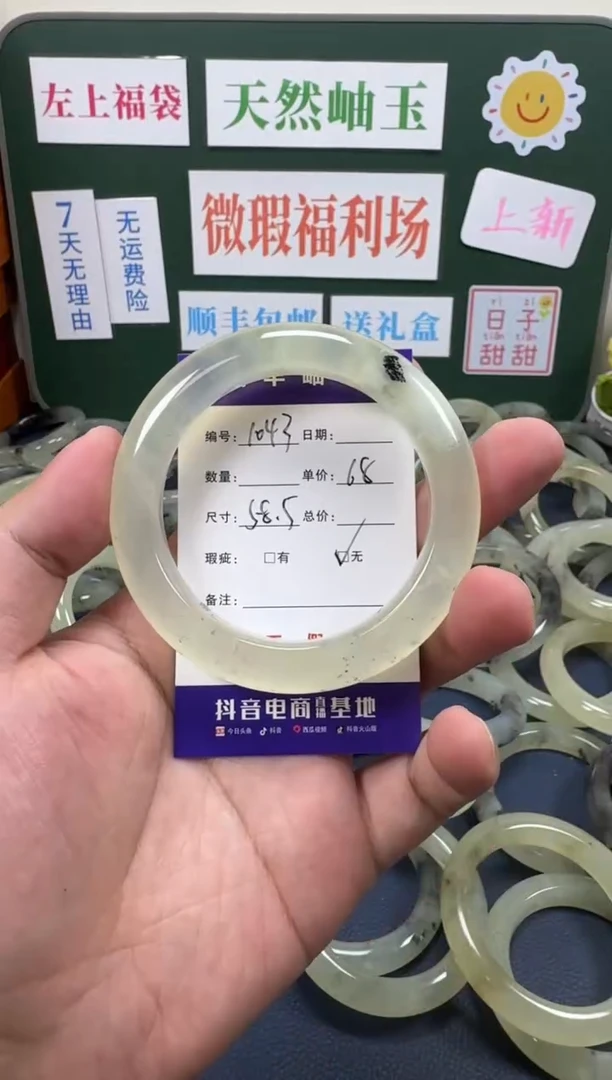 左上福袋
天然岫玉
微瑕福利场
上新
7天无理由
无运费险
顺丰包邮
送礼盒
rì zi
日子
tián tián
甜甜
编号: 1043 日期:
数量: 单价: 68
尺寸: 58.5 总价:
瑕疵: □有 ☑无
备注:
抖音电商直播基地
今日头条 抖音 西瓜视频 抖音火山版